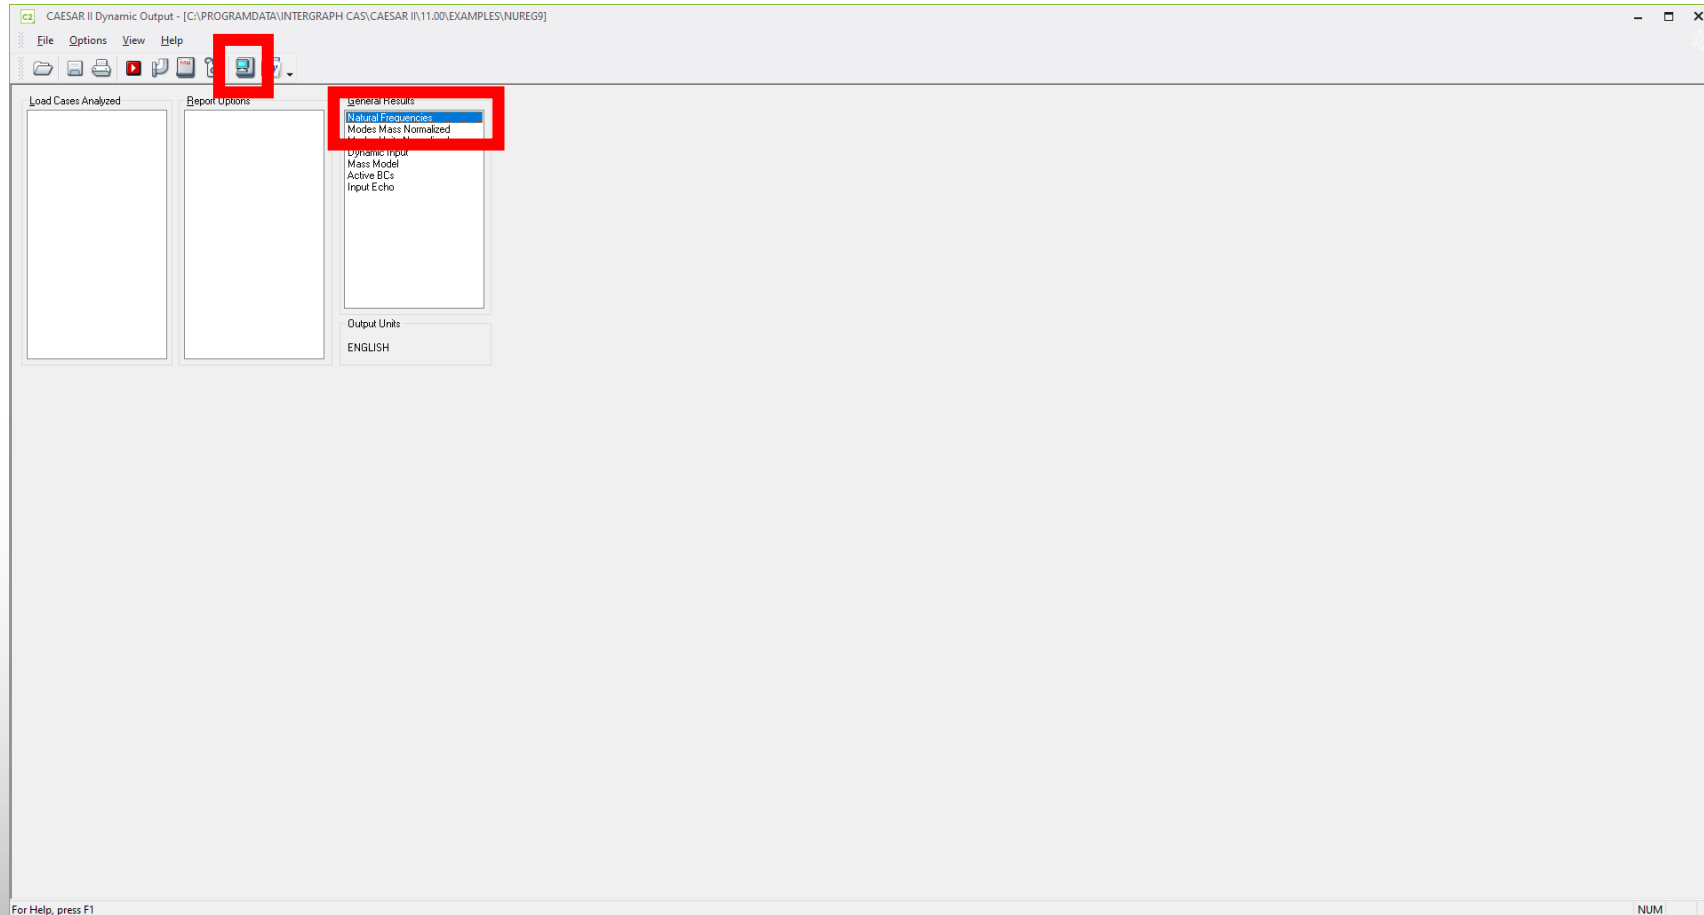 C2 CAESAR II Dynamic Output - [C:\PROGRAMDATA\INTERGRAPH CAS\CAESAR II\11.00\EXAMPLES\NUREG9]
File Options View Help
Load Cases Analyzed
Report Options
General Results
Natural Frequencies
Modes Mass Normalized
Dynamic Input
Mass Model
Active BCs
Input Echo
Output Units
ENGLISH
For Help, press F1
NUM